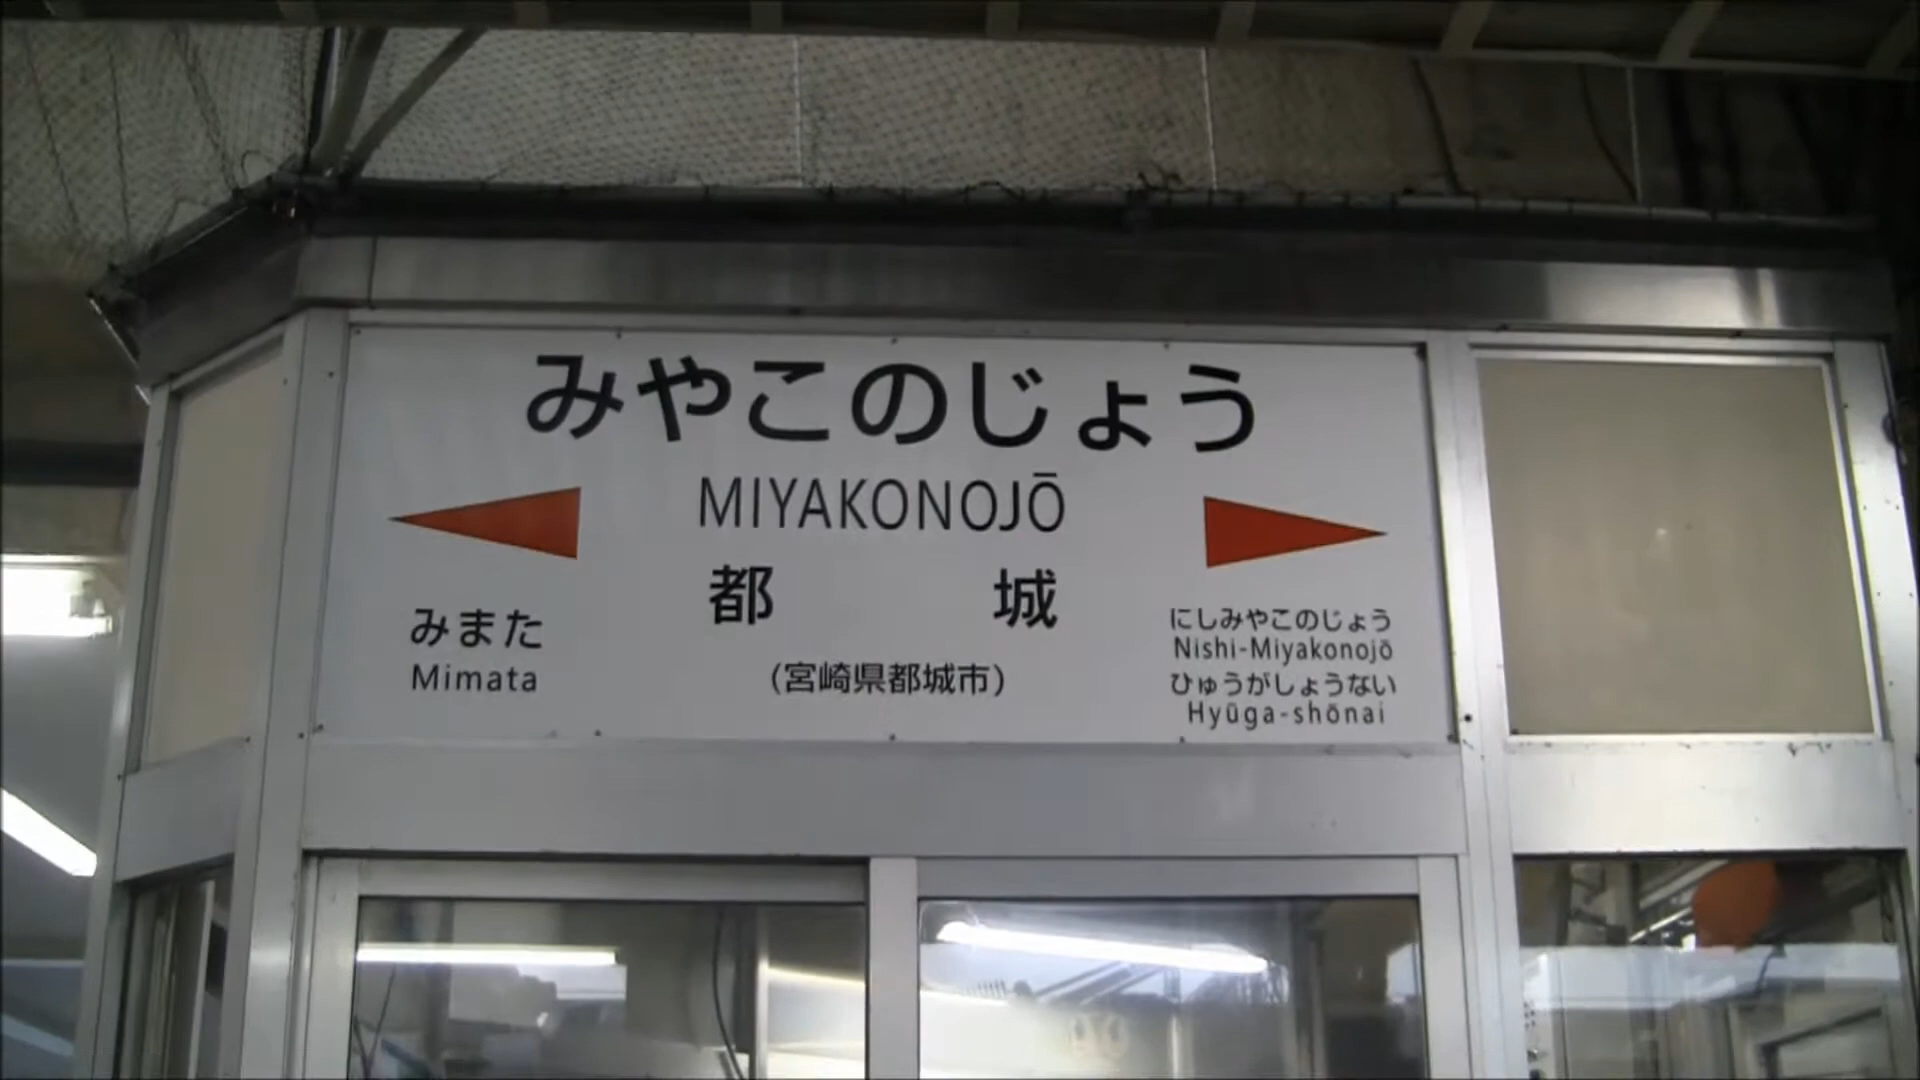 みやこのじょう
MIYAKONOJŌ
都 城
(宮崎県都城市)
みまた
Mimata
にしみやこのじょう
Nishi-Miyakonojō
ひゅうがしょうない
Hyūga-shōnai